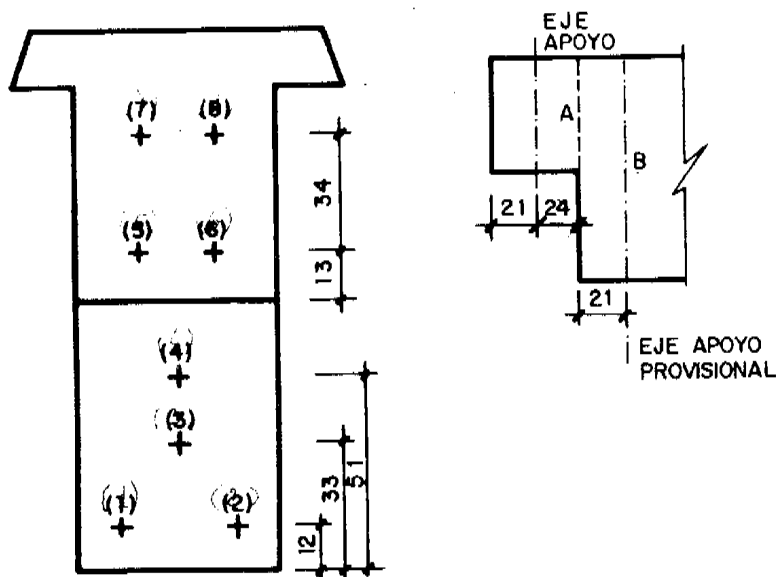 (7) (8)
(5) (6)
(4)
(3)
(1) (2)
34
13
51
33
12
EJE
APOYO
A
B
21 24
21
EJE APOYO
PROVISIONAL